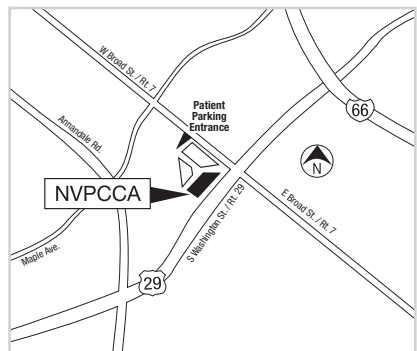 W Broad St. / Rt. 7
Patient
Parking
Entrance
66
Annandale Rd.
N
NVPCCA
E Broad St. / Rt. 7
S Washington St. / Rt. 29
Maple Ave.
29